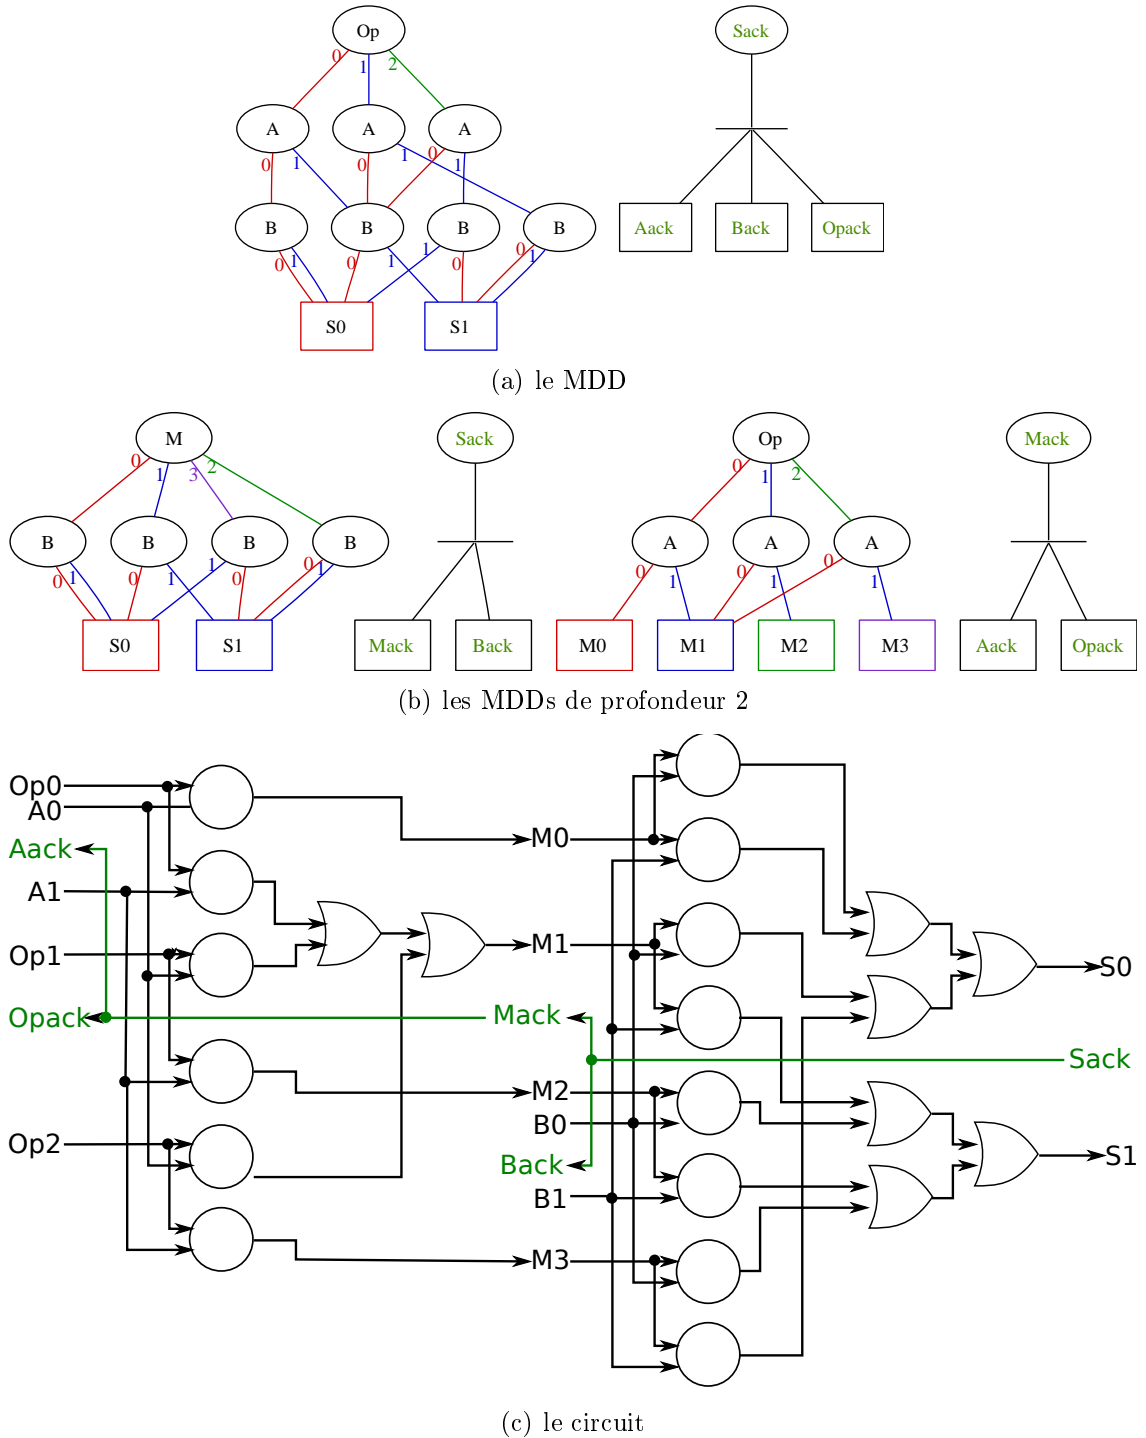 Op
Sack
0 1 2
A A A
0 1 0 1 0 1
B B B B
Aack Back Opack
0 1 0 1 1 0 0 1
S0 S1
(a) le MDD
M
Sack
Op
Mack
0 1 3 2
0 1 2
B B B B
A A A
0 1 0 1 1 0 0 1
0 1 0 1 0 1
S0 S1
Mack Back
M0 M1 M2 M3
Aack Opack
(b) les MDDs de profondeur 2
Op0
A0
M0
Aack
A1
Op1
M1
S0
Opack
Mack
Sack
M2
B0
Op2
S1
Back
B1
M3
(c) le circuit